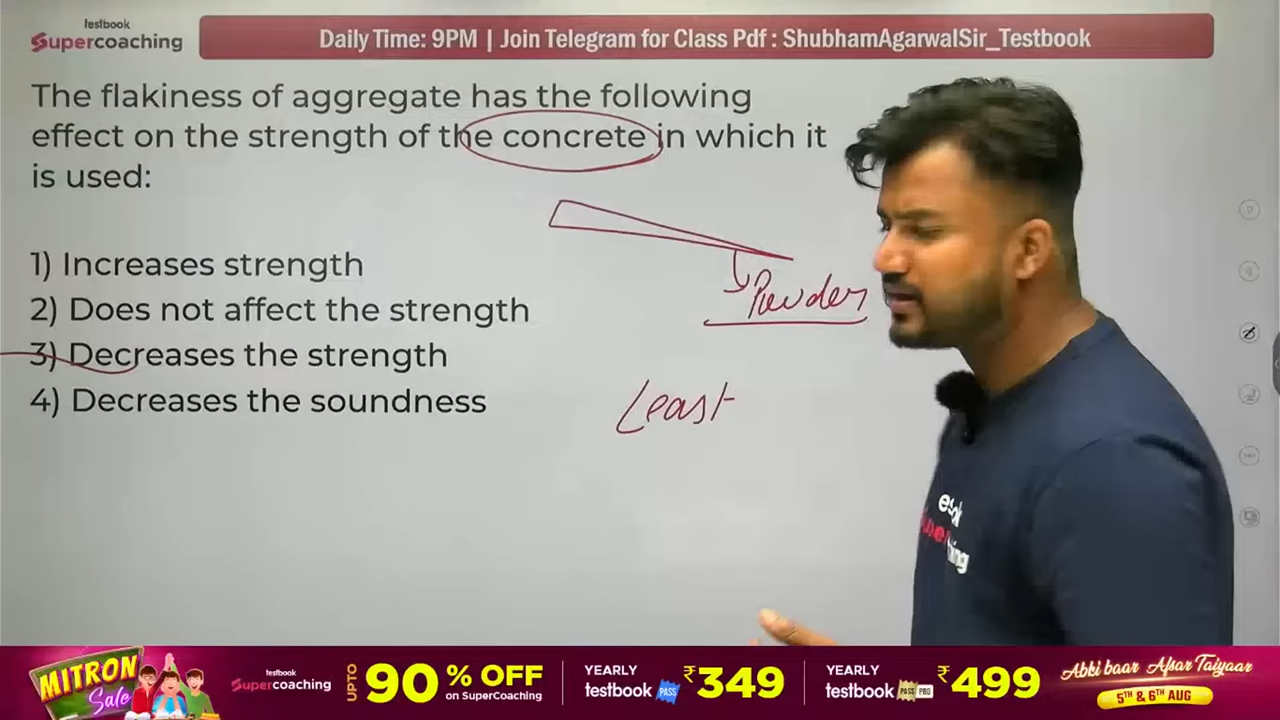 testbook
Supercoaching
Daily Time: 9PM | Join Telegram for Class Pdf : ShubhamAgarwalSir_Testbook
The flakiness of aggregate has the following
effect on the strength of the concrete in which it
is used:
1) Increases strength
2) Does not affect the strength
3) Decreases the strength
4) Decreases the soundness
Powder
Least
MITRON
Sale
testbook
Supercoaching
UPTO 90% OFF
on SuperCoaching
YEARLY
testbook PASS
₹349
YEARLY
testbook PASS PRO
₹499
Abki baar Afsar Taiyaar
5TH & 6TH AUG